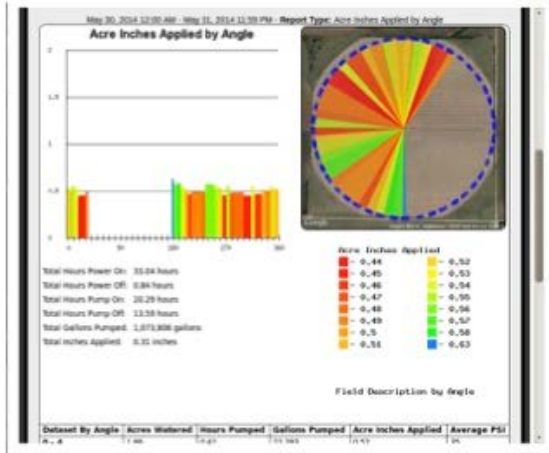 May 30, 2014 12:00 AM - May 31, 2014 11:59 PM - Report Type: Acre Inches Applied by Angle
Acre Inches Applied by Angle
2
1.5
1
0.5
0
0
90
180
270
360
Total Hours Power On: 33.04 hours
Total Hours Power Off: 0.84 hours
Total Hours Pump On: 20.29 hours
Total Hours Pump Off: 13.59 hours
Total Gallons Pumped: 1,073,808 gallons
Total Inches Applied: 0.31 inches
Acre Inches Applied
- 0.44
- 0.45
- 0.46
- 0.47
- 0.48
- 0.49
- 0.5
- 0.51
- 0.52
- 0.53
- 0.54
- 0.55
- 0.56
- 0.57
- 0.58
- 0.63
Field Description by Angle
Dataset By Angle Acres Watered Hours Pumped Gallons Pumped Acre Inches Applied Average PSI